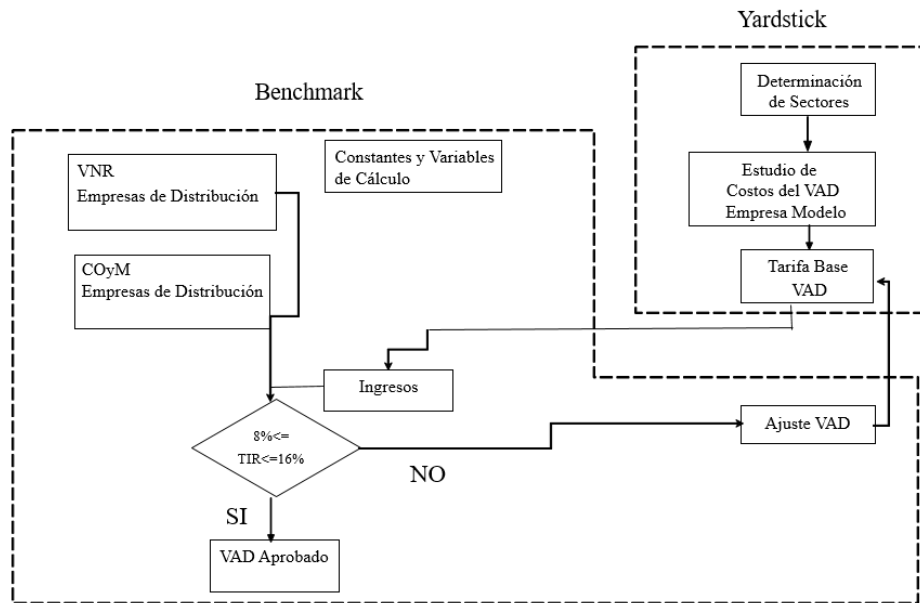 Yardstick
Determinación
de Sectores
Benchmark
Constantes y Variables
de Cálculo
VNR
Empresas de Distribución
Estudio de
Costos del VAD
Empresa Modelo
COyM
Empresas de Distribución
Tarifa Base
VAD
Ingresos
8%<=
TIR<=16%
NO
Ajuste VAD
SI
VAD Aprobado